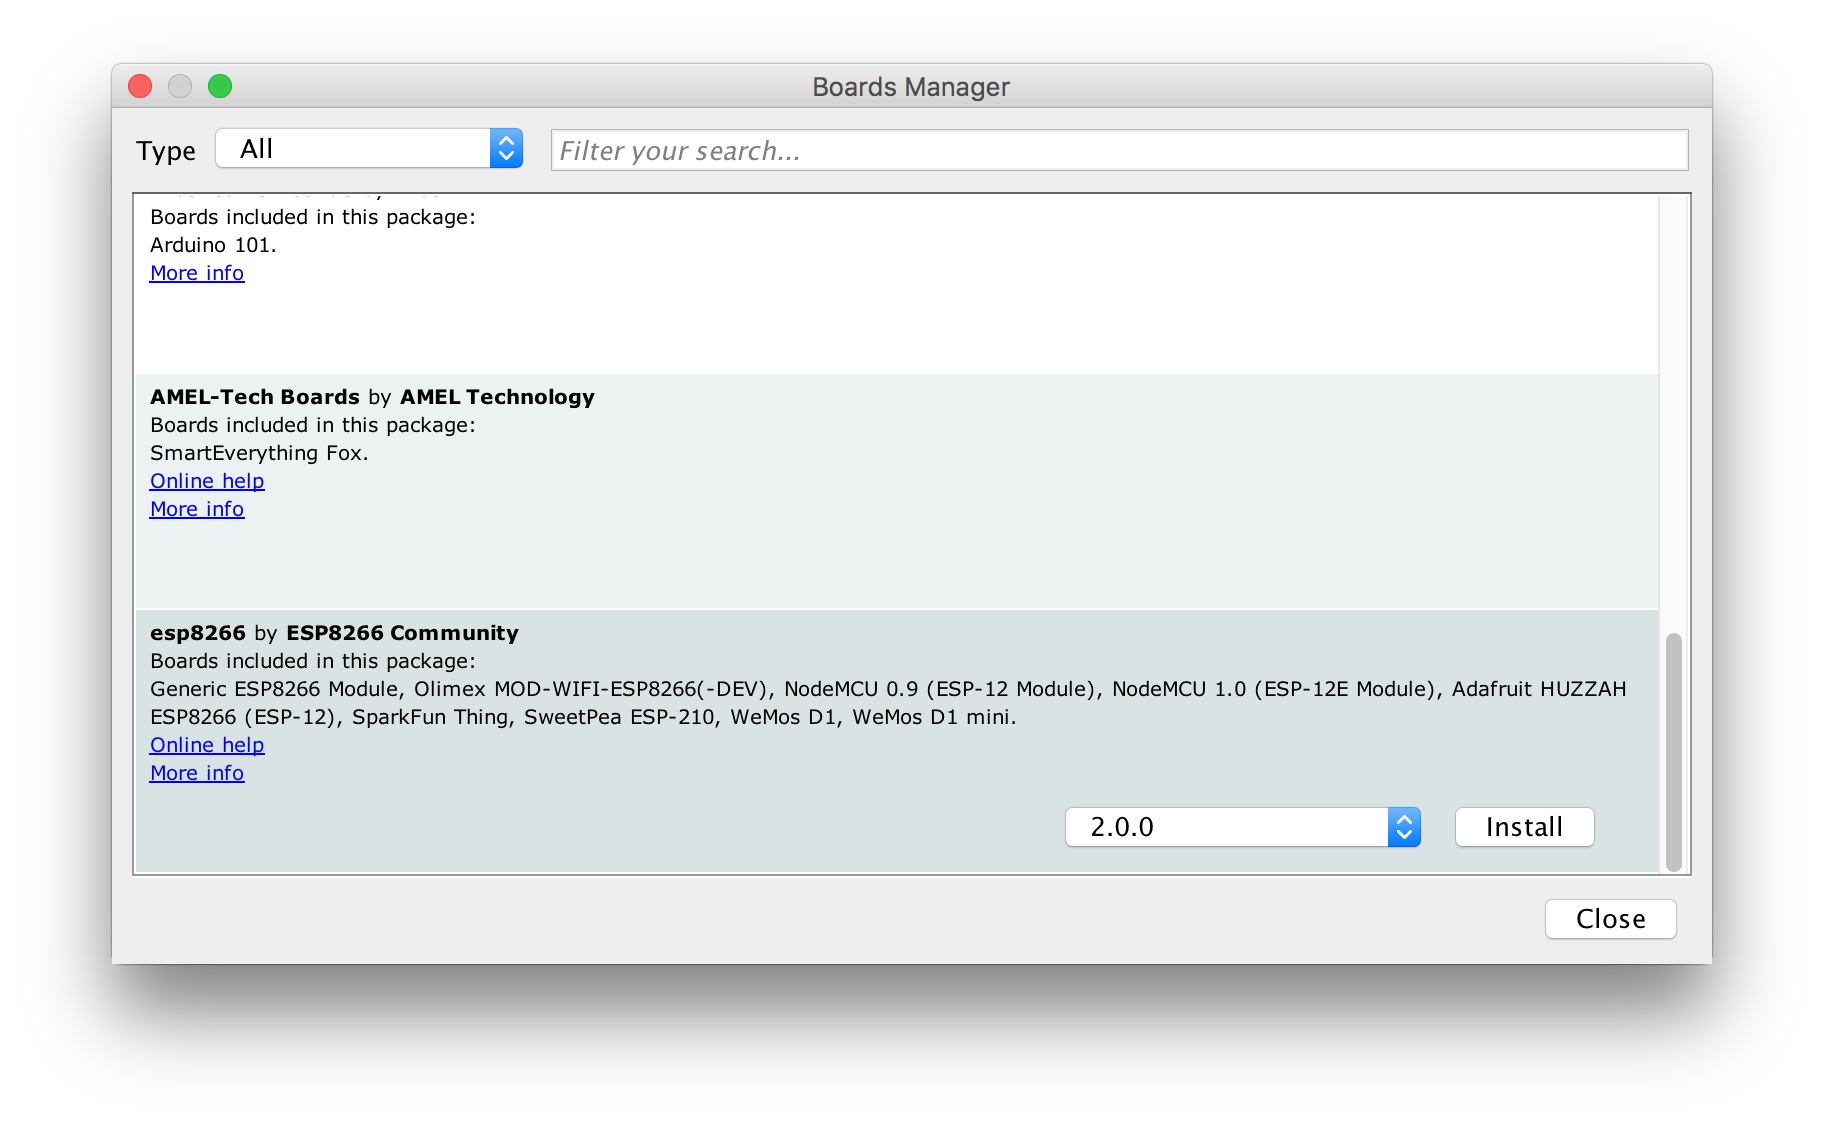 Boards Manager
Type All Filter your search...
Boards included in this package:
Arduino 101.
More info
AMEL-Tech Boards by AMEL Technology
Boards included in this package:
SmartEverything Fox.
Online help
More info
esp8266 by ESP8266 Community
Boards included in this package:
Generic ESP8266 Module, Olimex MOD-WIFI-ESP8266(-DEV), NodeMCU 0.9 (ESP-12 Module), NodeMCU 1.0 (ESP-12E Module), Adafruit HUZZAH
ESP8266 (ESP-12), SparkFun Thing, SweetPea ESP-210, WeMos D1, WeMos D1 mini.
Online help
More info
2.0.0 Install
Close